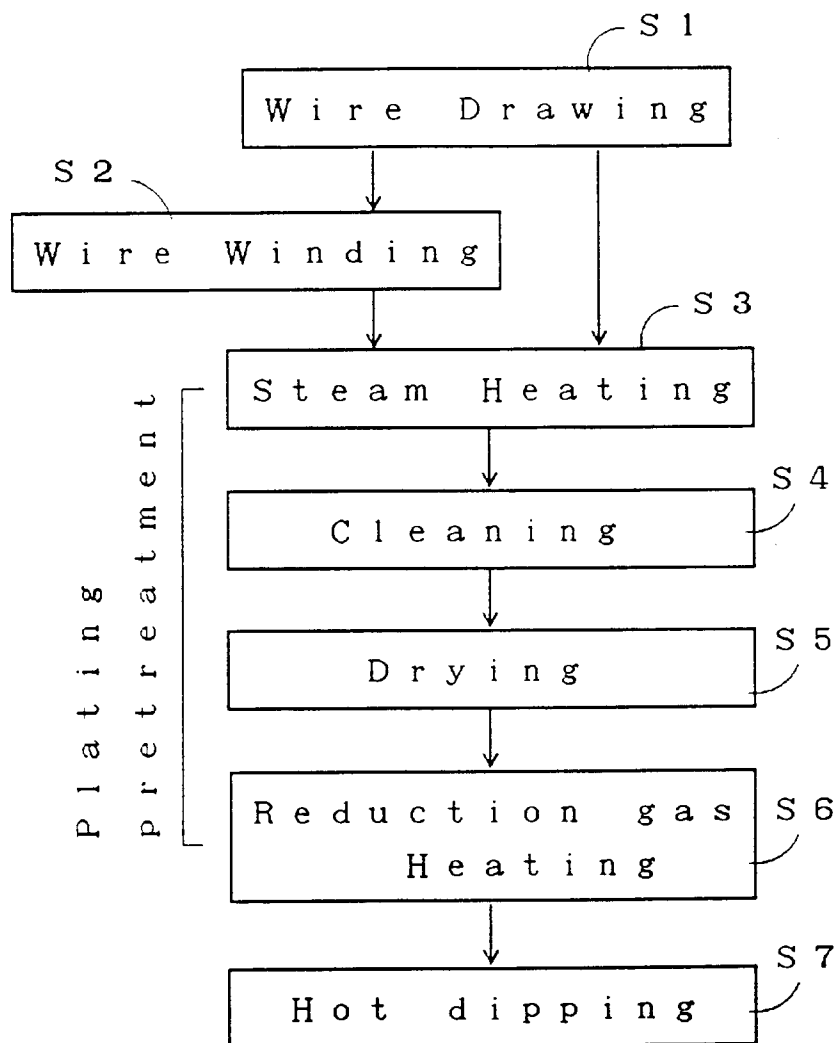 S 1
Wire Drawing
S 2
Wire Winding
S 3
Steam Heating
S 4
Cleaning
S 5
Drying
Plating
pretreatment
S 6
Reduction gas
Heating
S 7
Hot dipping